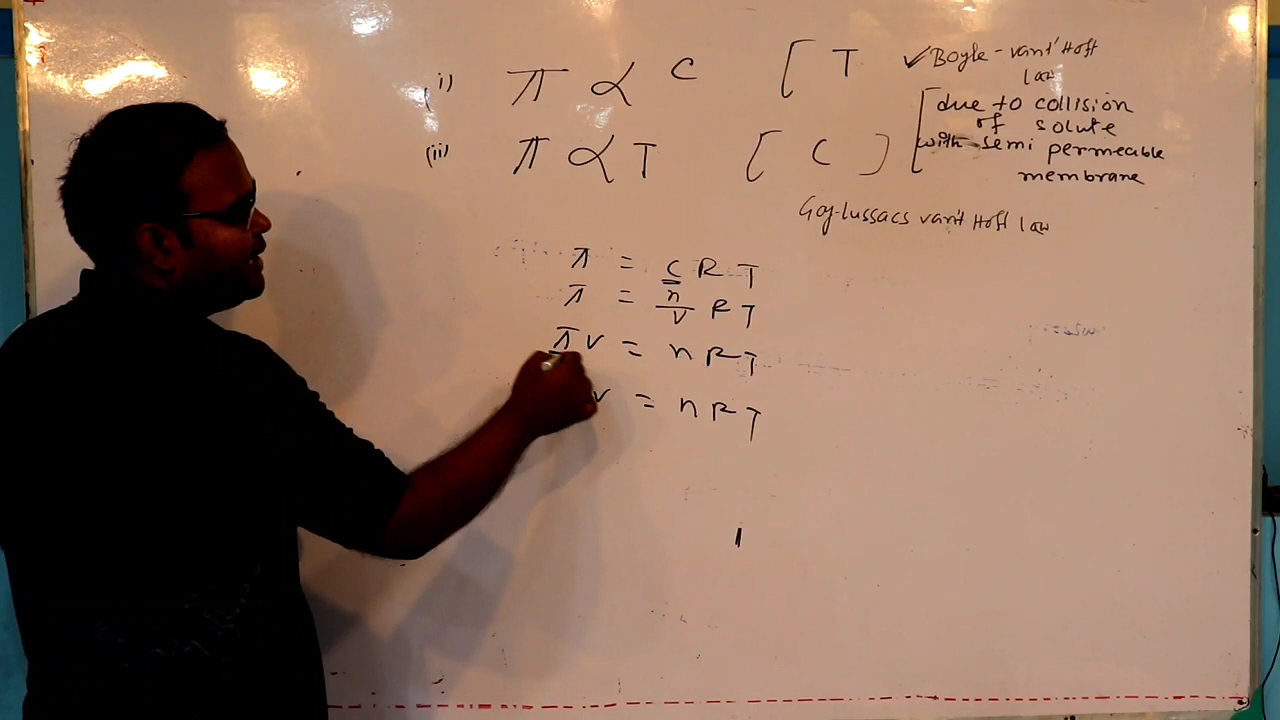 (i) π ∝ C [ T ✓ Boyle-vant' Hoff
law
due to collision
of solute
(ii) π ∝ T [ C ] with semi permeable
membrane
Gay-lussacs van't Hoff law
π = C R T
π = n/V R T
πv = n R T
v = n R T